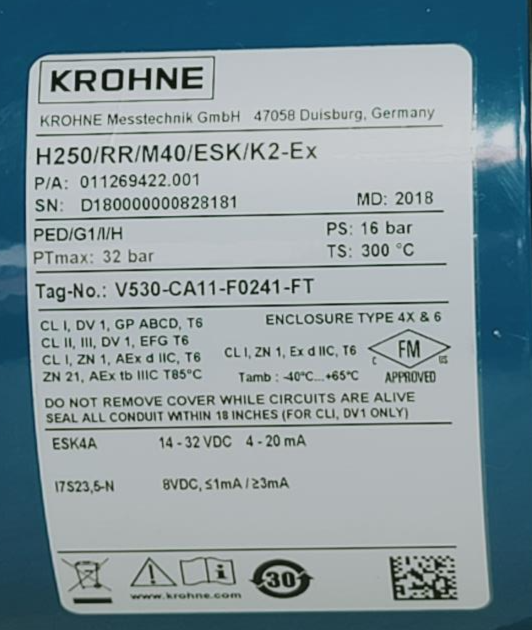 KROHNE
KROHNE Messtechnik GmbH 47058 Duisburg, Germany
H250/RR/M40/ESK/K2-Ex
P/A: 011269422.001
SN: D180000000828181 MD: 2018
PED/G1/I/H PS: 16 bar
PTmax: 32 bar TS: 300 °C
Tag-No.: V530-CA11-F0241-FT
CL I, DV 1, GP ABCD, T6 ENCLOSURE TYPE 4X & 6
CL II, III, DV 1, EFG T6
CL I, ZN 1, AEx d IIC, T6 CL I, ZN 1, Ex d IIC, T6 C FM US
ZN 21, AEx tb IIIC T85°C Tamb : -40°C...+65°C APPROVED
DO NOT REMOVE COVER WHILE CIRCUITS ARE ALIVE
SEAL ALL CONDUIT WITHIN 18 INCHES (FOR CLI, DV1 ONLY)
ESK4A 14 - 32 VDC 4 - 20 mA
I7S23,5-N 8VDC, ≤1mA / ≥3mA
30
www.krohne.com